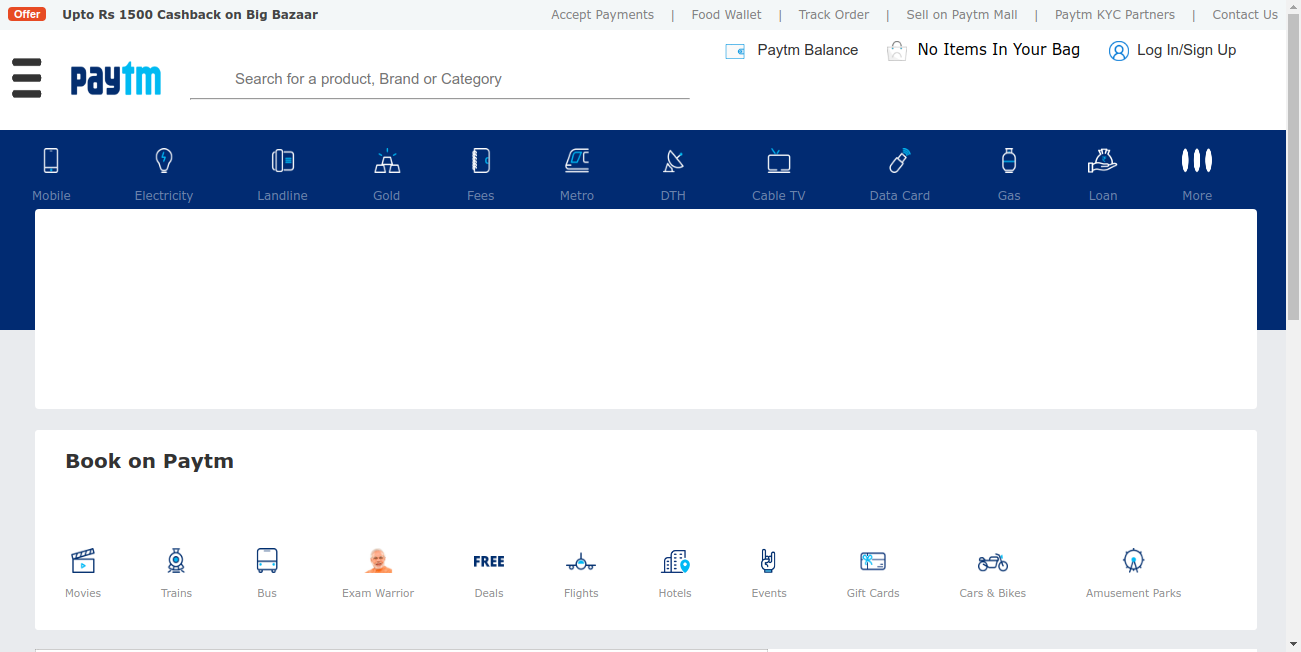 Offer Upto Rs 1500 Cashback on Big Bazaar Accept Payments | Food Wallet | Track Order | Sell on Paytm Mall | Paytm KYC Partners | Contact Us
Paytm Balance No Items In Your Bag Log In/Sign Up
paytm Search for a product, Brand or Category
Mobile Electricity Landline Gold Fees Metro DTH Cable TV Data Card Gas Loan More
Book on Paytm
FREE
Movies Trains Bus Exam Warrior Deals Flights Hotels Events Gift Cards Cars & Bikes Amusement Parks